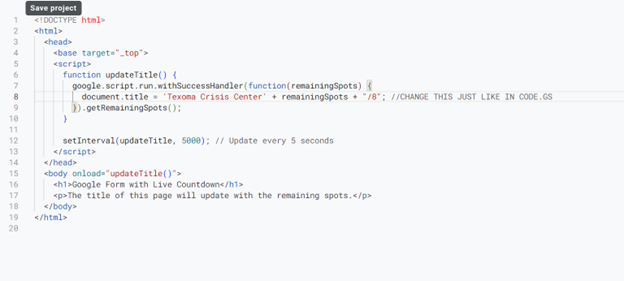 Save project
1 <!DOCTYPE html>
2 <html>
3 <head>
4 <base target="_top">
5 <script>
6 function updateTitle() {
7 google.script.run.withSuccessHandler(function(remainingSpots) {
8 document.title = 'Texoma Crisis Center' + remainingSpots + "/8"; //CHANGE THIS JUST LIKE IN CODE.GS
9 }).getRemainingSpots();
10 }
11
12 setInterval(updateTitle, 5000); // Update every 5 seconds
13 </script>
14 </head>
15 <body onload="updateTitle()">
16 <h1>Google Form with Live Countdown</h1>
17 <p>The title of this page will update with the remaining spots.</p>
18 </body>
19 </html>
20